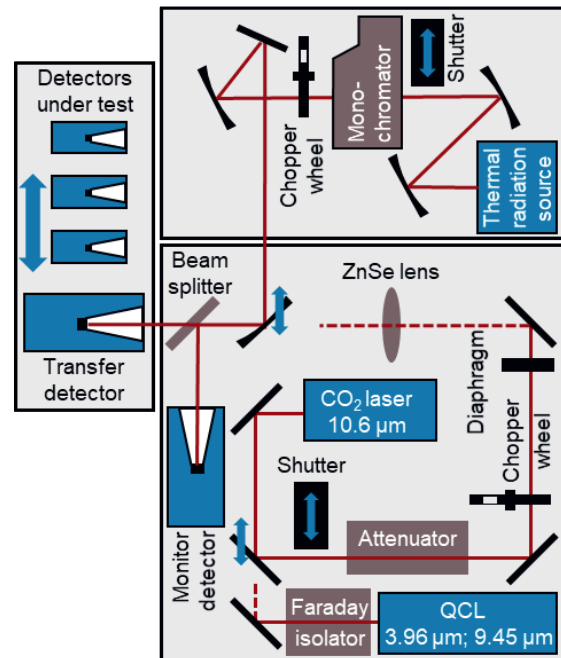 Detectors
under test
Transfer
detector
Chopper
wheel
Mono-
chromator
Shutter
Thermal
radiation
source
Beam
splitter
ZnSe lens
Diaphragm
Chopper
wheel
CO₂ laser
10.6 µm
Shutter
Monitor
detector
Attenuator
Faraday
isolator
QCL
3.96 µm; 9.45 µm